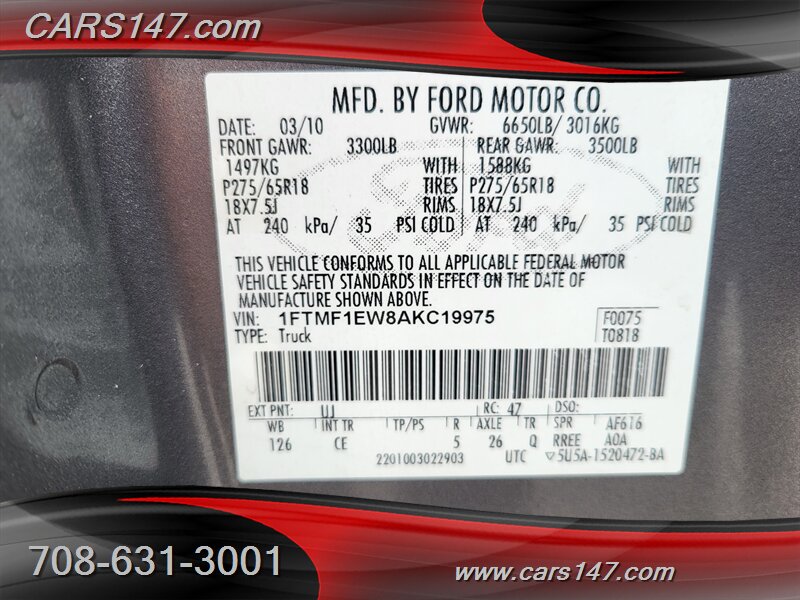 CARS147.com
MFD. BY FORD MOTOR CO.
DATE: 03/10 GVWR: 6650LB/ 3016KG
FRONT GAWR: 3300LB REAR GAWR: 3500LB
1497KG WITH 1588KG WITH
P275/65R18 TIRES P275/65R18 TIRES
18X7.5J RIMS 18X7.5J RIMS
AT 240 kPa/ 35 PSI COLD AT 240 kPa/ 35 PSI COLD
Ford
THIS VEHICLE CONFORMS TO ALL APPLICABLE FEDERAL MOTOR
VEHICLE SAFETY STANDARDS IN EFFECT ON THE DATE OF
MANUFACTURE SHOWN ABOVE.
VIN: 1FTMF1EW8AKC19975 F0075
TYPE: Truck T0818
EXT PNT: UJ RC: 47 DSO:
WB INT TR TP/PS R AXLE TR SPR AF616
126 CE 5 26 Q RREE AOA
2201003022903 UTC ▽5U5A-1520472-BA
708-631-3001
www.cars147.com